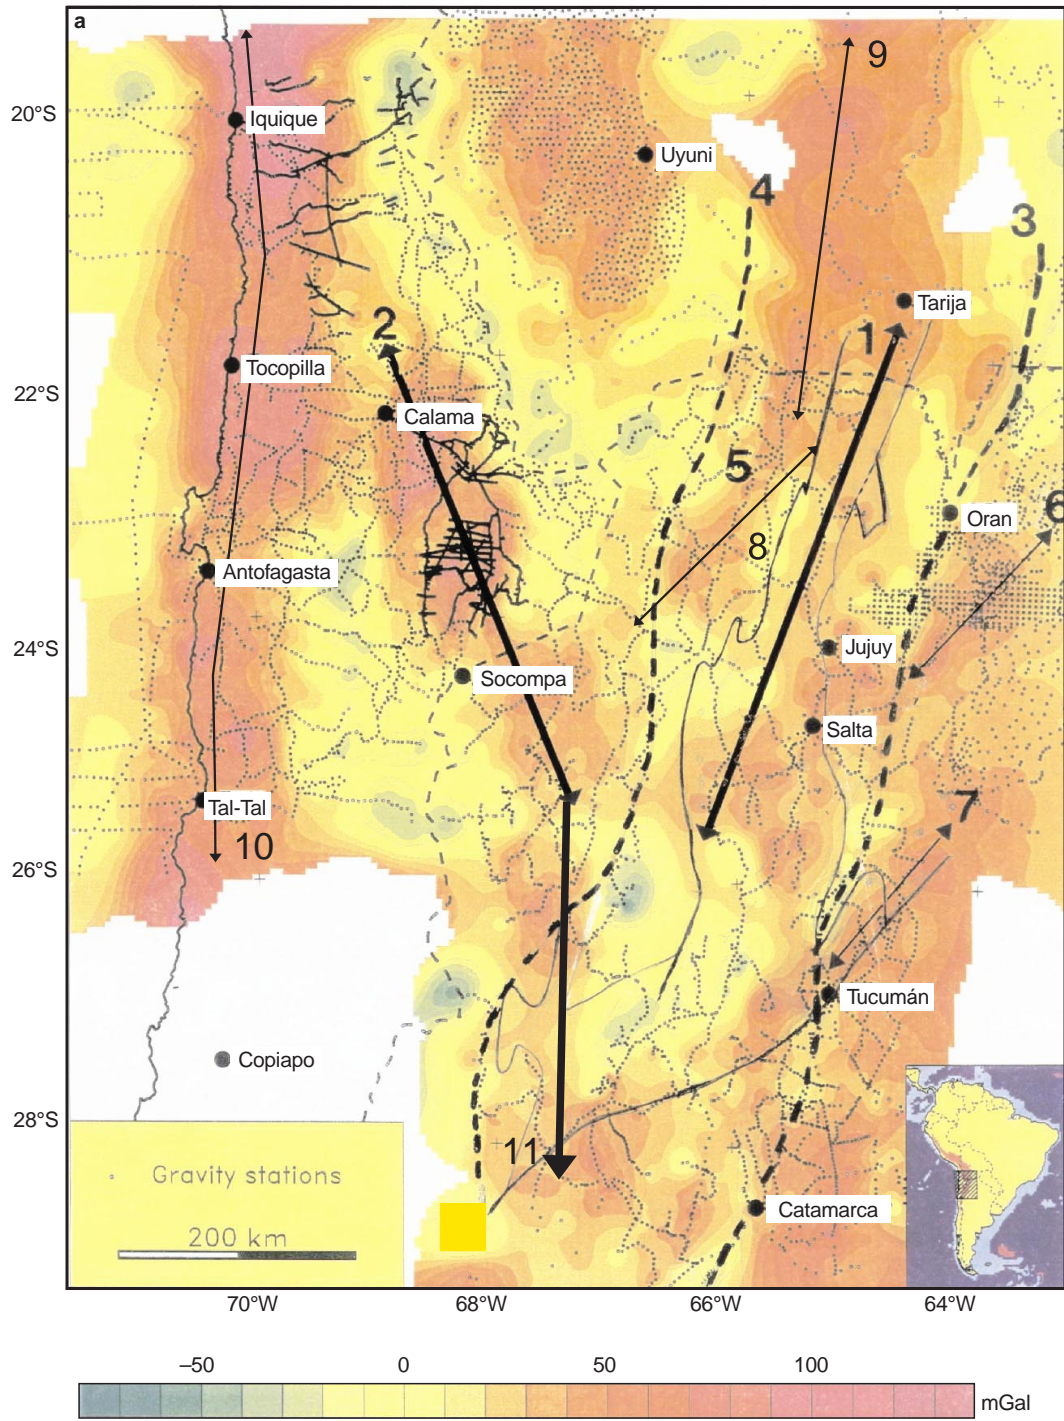 a
9
20°S
Iquique
Uyuni
4
3
2
1
Tarija
Tocopilla
22°S
Calama
5
6
Oran
8
Antofagasta
24°S
Jujuy
Socompa
Salta
7
Tal-Tal
10
26°S
Tucumán
Copiapo
28°S
11
Gravity stations
Catamarca
200 km
70°W 68°W 66°W 64°W
–50 0 50 100
mGal